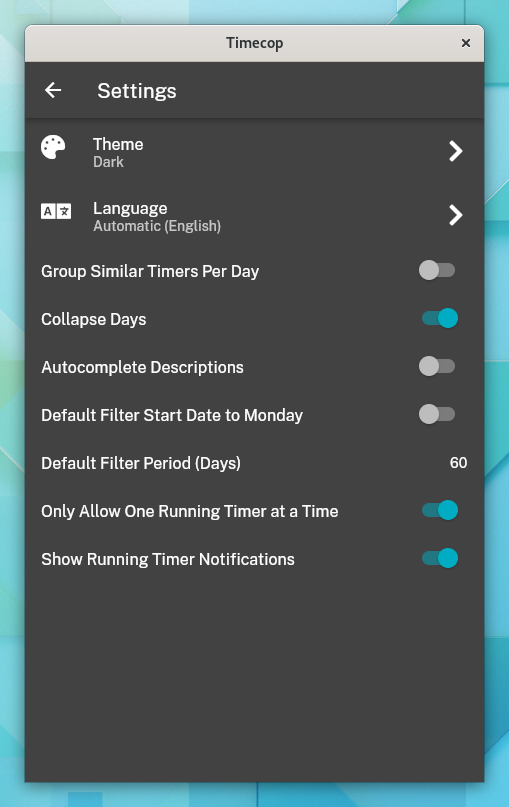 Timecop
Settings
Theme
Dark
A 文
Language
Automatic (English)
Group Similar Timers Per Day
Collapse Days
Autocomplete Descriptions
Default Filter Start Date to Monday
Default Filter Period (Days) 60
Only Allow One Running Timer at a Time
Show Running Timer Notifications